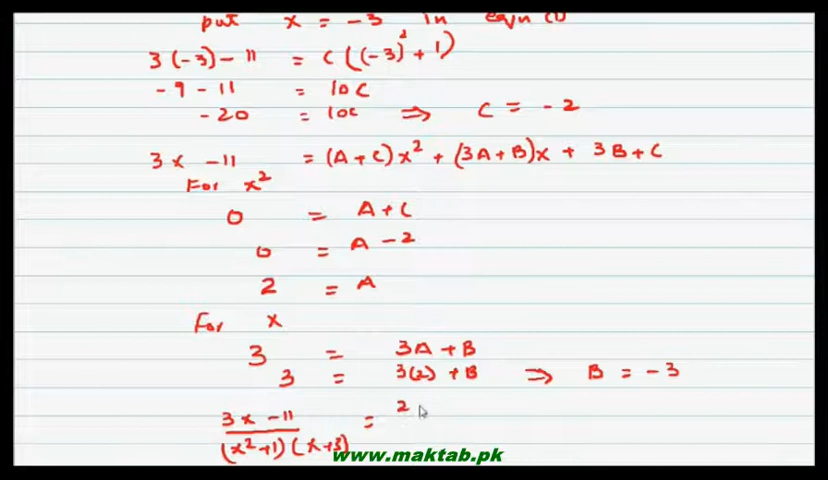 put x = -3 in eqn (1)
3(-3) - 11 = C((-3)² + 1)
-9 - 11 = 10C
-20 = 10C ⇒ C = -2
3x - 11 = (A+C)x² + (3A+B)x + 3B+C
For x²
0 = A+C
0 = A-2
2 = A
For x
3 = 3A+B
3 = 3(2)+B ⇒ B = -3
3x-11 / (x²+1)(x+3) = 2
www.maktab.pk